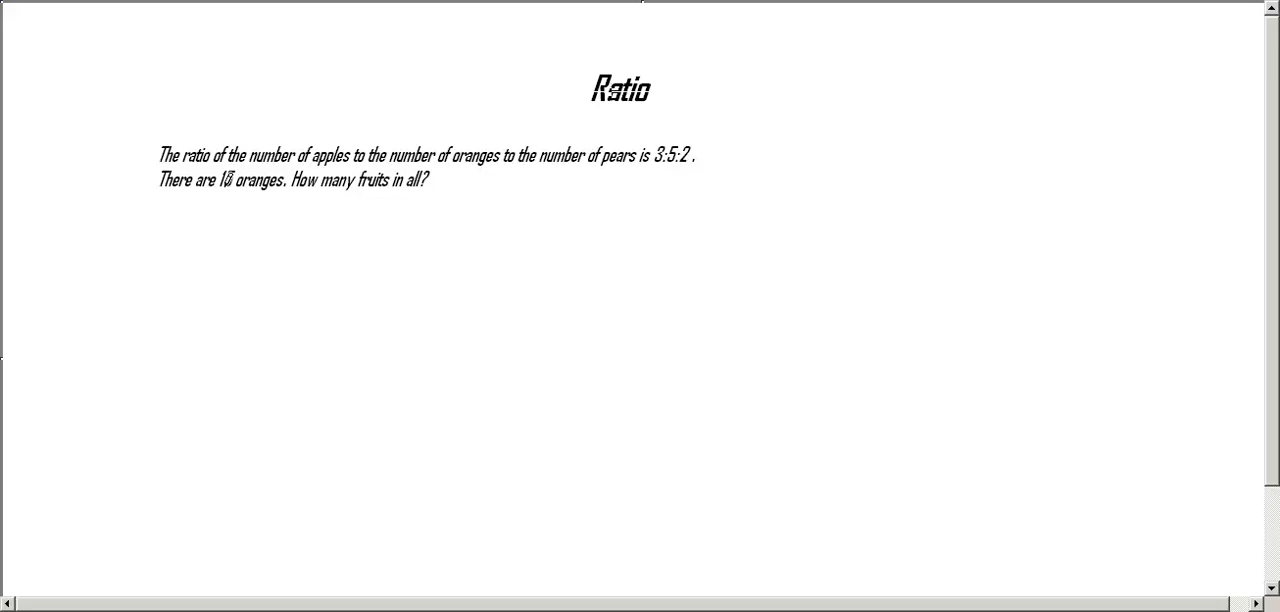 Ratio
The ratio of the number of apples to the number of oranges to the number of pears is 3:5:2 .
There are oranges. How many fruits in all?